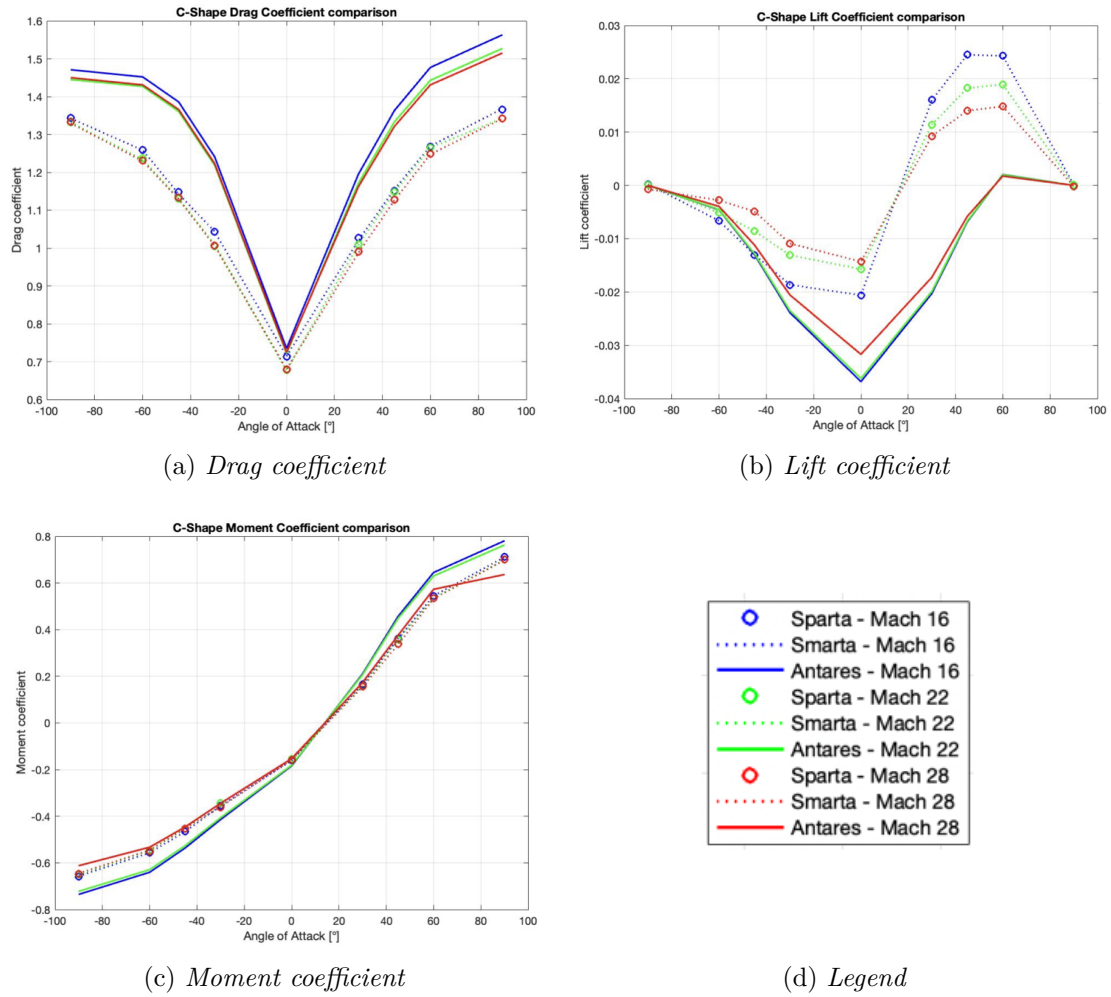 C-Shape Drag Coefficient comparison
1.6
1.5
1.4
1.3
1.2
1.1
1
0.9
0.8
0.7
0.6
Drag coefficient
-100 -80 -60 -40 -20 0 20 40 60 80 100
Angle of Attack [°]
(a) Drag coefficient
C-Shape Lift Coefficient comparison
0.03
0.02
0.01
0
-0.01
-0.02
-0.03
-0.04
Lift coefficient
-100 -80 -60 -40 -20 0 20 40 60 80 100
Angle of Attack [°]
(b) Lift coefficient
C-Shape Moment Coefficient comparison
0.8
0.6
0.4
0.2
0
-0.2
-0.4
-0.6
-0.8
Moment coefficient
-100 -80 -60 -40 -20 0 20 40 60 80 100
Angle of Attack [°]
(c) Moment coefficient
Sparta - Mach 16
Smarta - Mach 16
Antares - Mach 16
Sparta - Mach 22
Smarta - Mach 22
Antares - Mach 22
Sparta - Mach 28
Smarta - Mach 28
Antares - Mach 28
(d) Legend